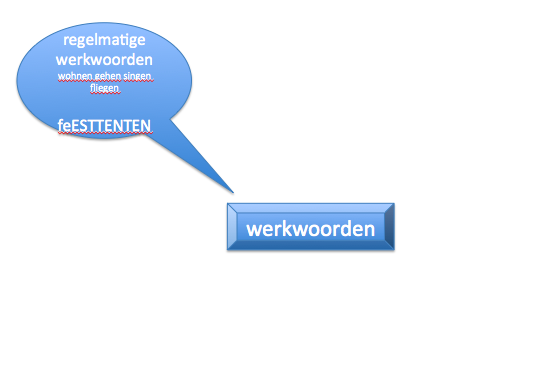 regelmatige
werkwoorden
wohnen gehen singen
fliegen
feESTTENTEN
werkwoorden